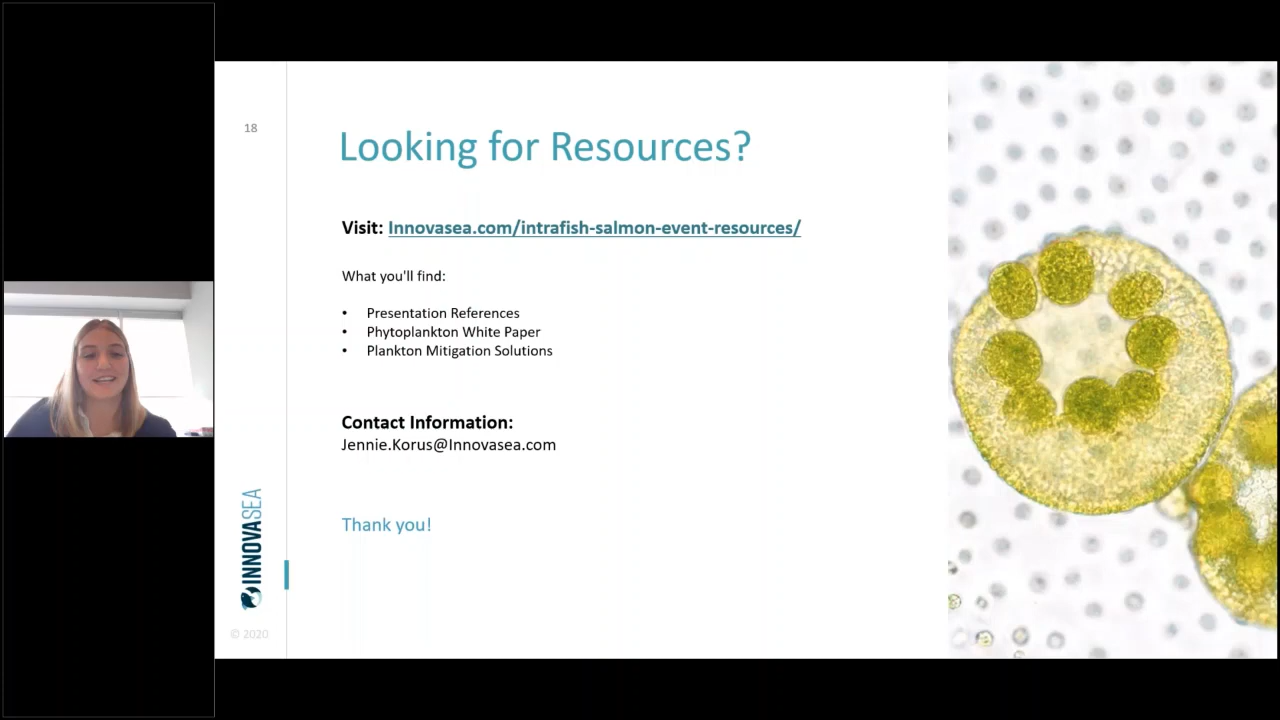 18
Looking for Resources?
Visit: Innovasea.com/intrafish-salmon-event-resources/
What you'll find:
• Presentation References
• Phytoplankton White Paper
• Plankton Mitigation Solutions
Contact Information:
Jennie.Korus@Innovasea.com
Thank you!
INNOVASEA
© 2020